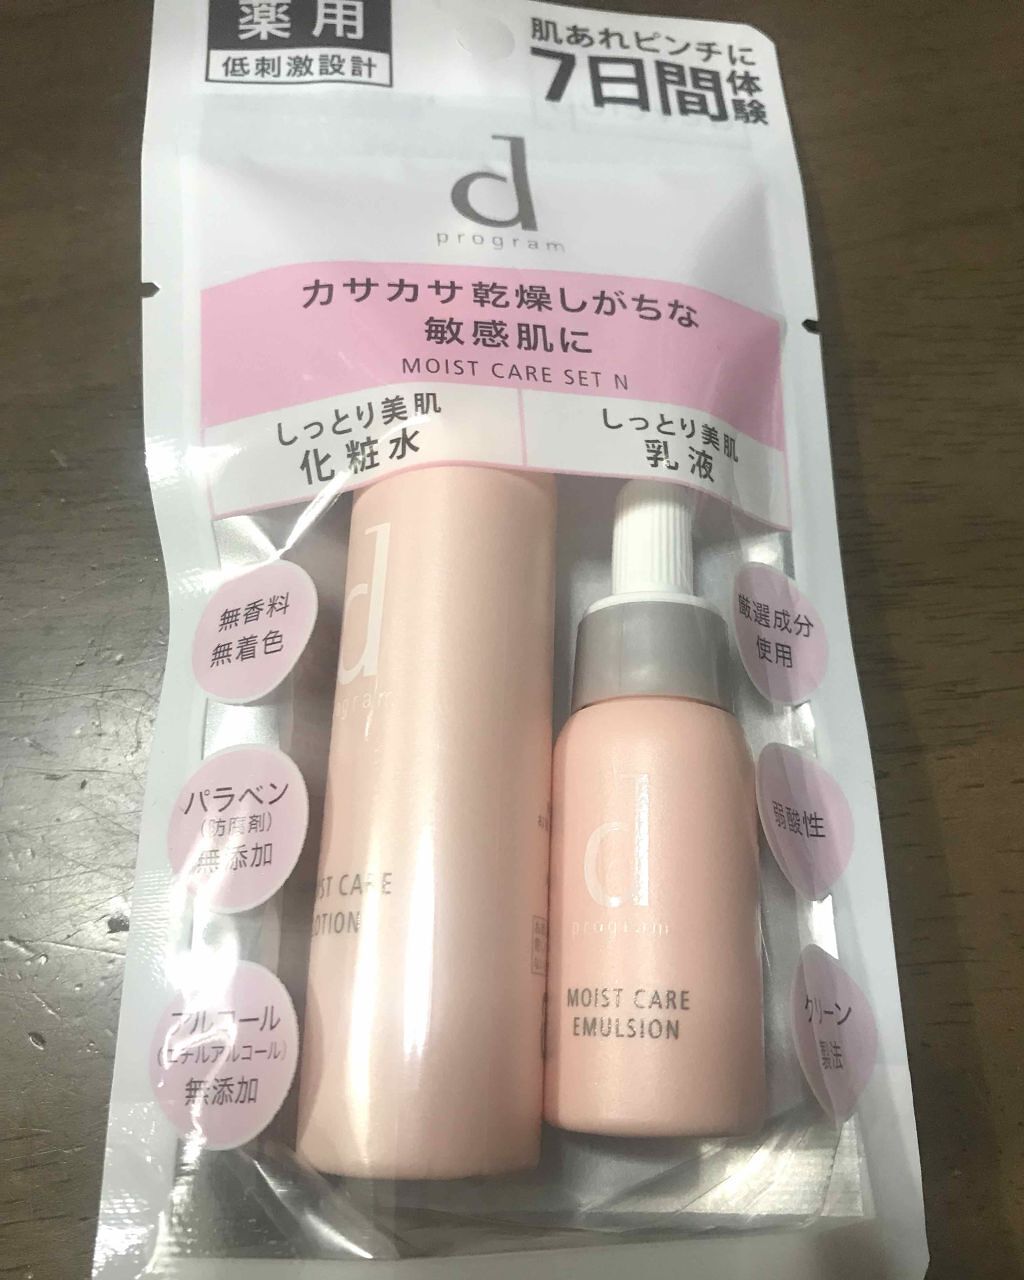 薬用
低刺激設計
肌あれピンチに
7日間体験
d
program
カサカサ乾燥しがちな
敏感肌に
MOIST CARE SET N
しっとり美肌
化粧水
しっとり美肌
乳液
無香料
無着色
パラベン
(防腐剤)
無添加
アルコール
(エチルアルコール)
無添加
厳選成分
使用
弱酸性
クリーン
製法
d
CARE
d
program
MOIST CARE
EMULSION